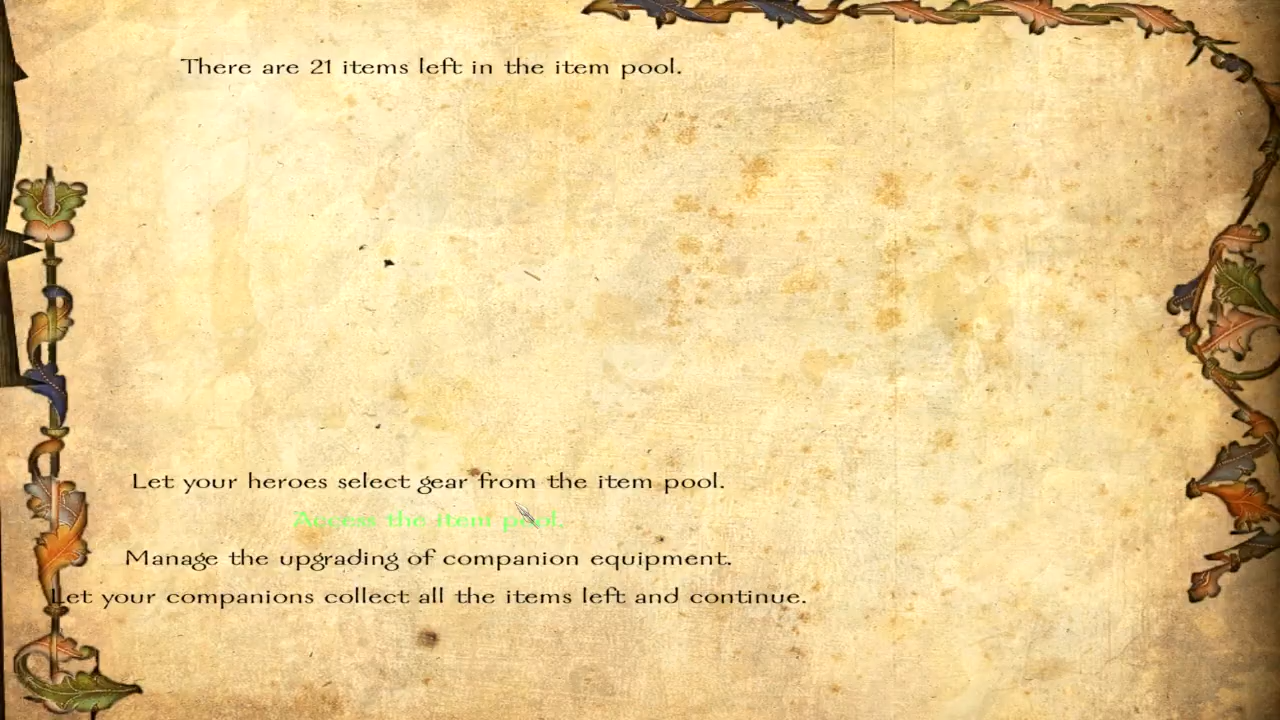 There are 21 items left in the item pool.
Let your heroes select gear from the item pool.
Access the item pool.
Manage the upgrading of companion equipment.
Let your companions collect all the items left and continue.